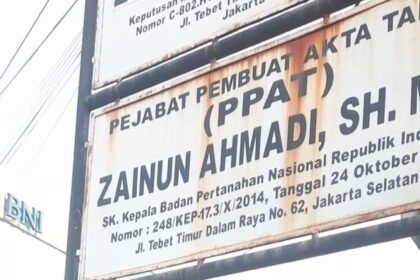 Keputusan
Nomor C-802.H
Jl. Tebet Tim
Jakarta
PEJABAT PEMBUAT AKTA TA
(PPAT)
ZAINUN AHMADI, SH. M
SK. Kepala Badan Pertanahan Nasional Republik Ind
Nomor : 248/KEP-17.3/X/2014, Tanggal 24 Oktober
Jl. Tebet Timur Dalam Raya No. 62, Jakarta Selatan
BNI